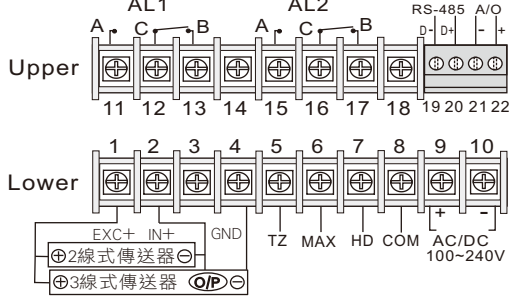 AL1 AL2 RS-485 A/O
A C B A C B D- D+ - +
Upper
11 12 13 14 15 16 17 18 19 20 21 22
1 2 3 4 5 6 7 8 9 10
Lower
+ -
EXC+ IN+ GND TZ MAX HD COM AC/DC
100~240V
⊕2線式傳送器⊖
⊕3線式傳送器 O/P ⊖